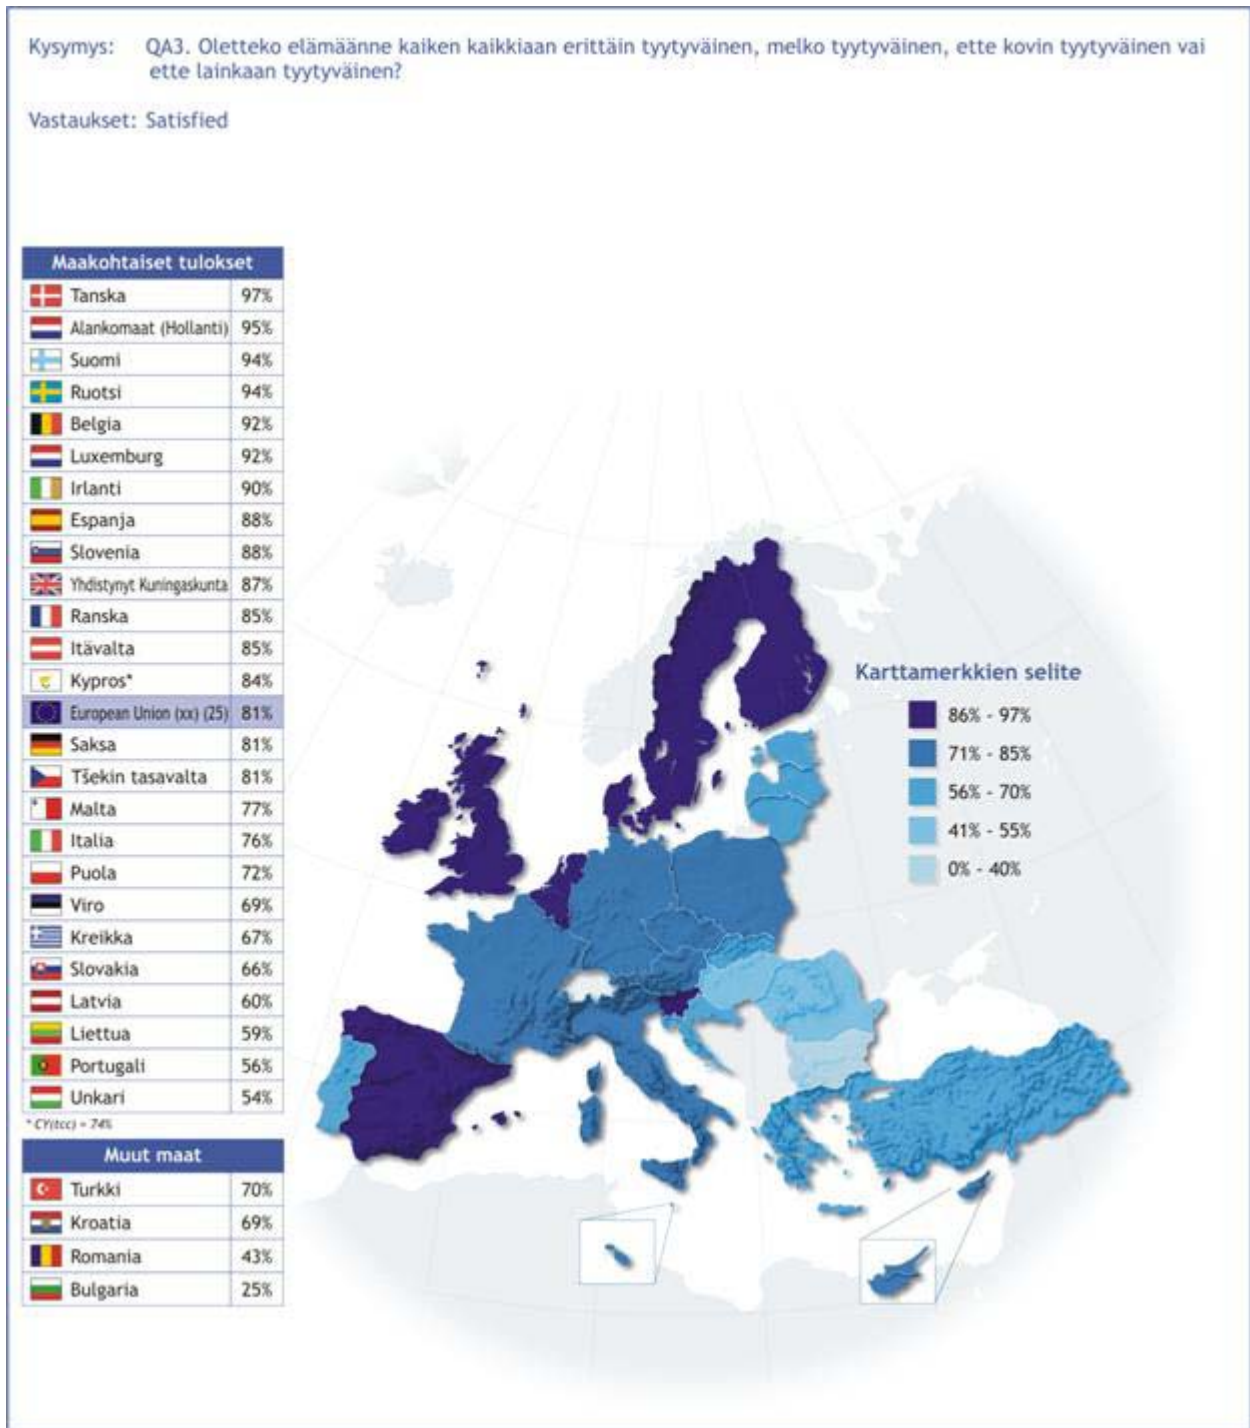 Kysymys: QA3. Oletteko elämäänne kaiken kaikkiaan erittäin tyytyväinen, melko tyytyväinen, ette kovin tyytyväinen vai
ette lainkaan tyytyväinen?
Vastaukset: Satisfied
Maakohtaiset tulokset
Tanska 97%
Alankomaat (Hollanti) 95%
Suomi 94%
Ruotsi 94%
Belgia 92%
Luxemburg 92%
Irlanti 90%
Espanja 88%
Slovenia 88%
Yhdistynyt Kuningaskunta 87%
Ranska 85%
Itävalta 85%
Kypros* 84%
European Union (xx) (25) 81%
Saksa 81%
Tšekin tasavalta 81%
Malta 77%
Italia 76%
Puola 72%
Viro 69%
Kreikka 67%
Slovakia 66%
Latvia 60%
Liettua 59%
Portugali 56%
Unkari 54%
* CY(tcc) = 74%
Muut maat
Turkki 70%
Kroatia 69%
Romania 43%
Bulgaria 25%
Karttamerkkien selite
86% - 97%
71% - 85%
56% - 70%
41% - 55%
0% - 40%